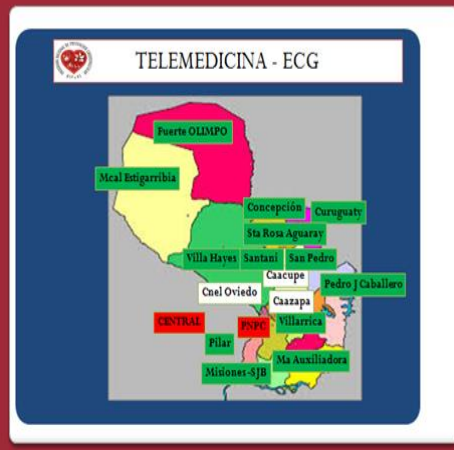 TELEMEDICINA - ECG
Fuerte OLIMPO
Mcal Estigarribia
Concepción
Curuguaty
Sta Rosa Aguaray
Villa Hayes
Santaní
San Pedro
Caacupe
Pedro J Caballero
Cnel Oviedo
Caazapa
CENTRAL
PNPC
Villarrica
Pilar
Ma Auxiliadora
Misiones-SJB